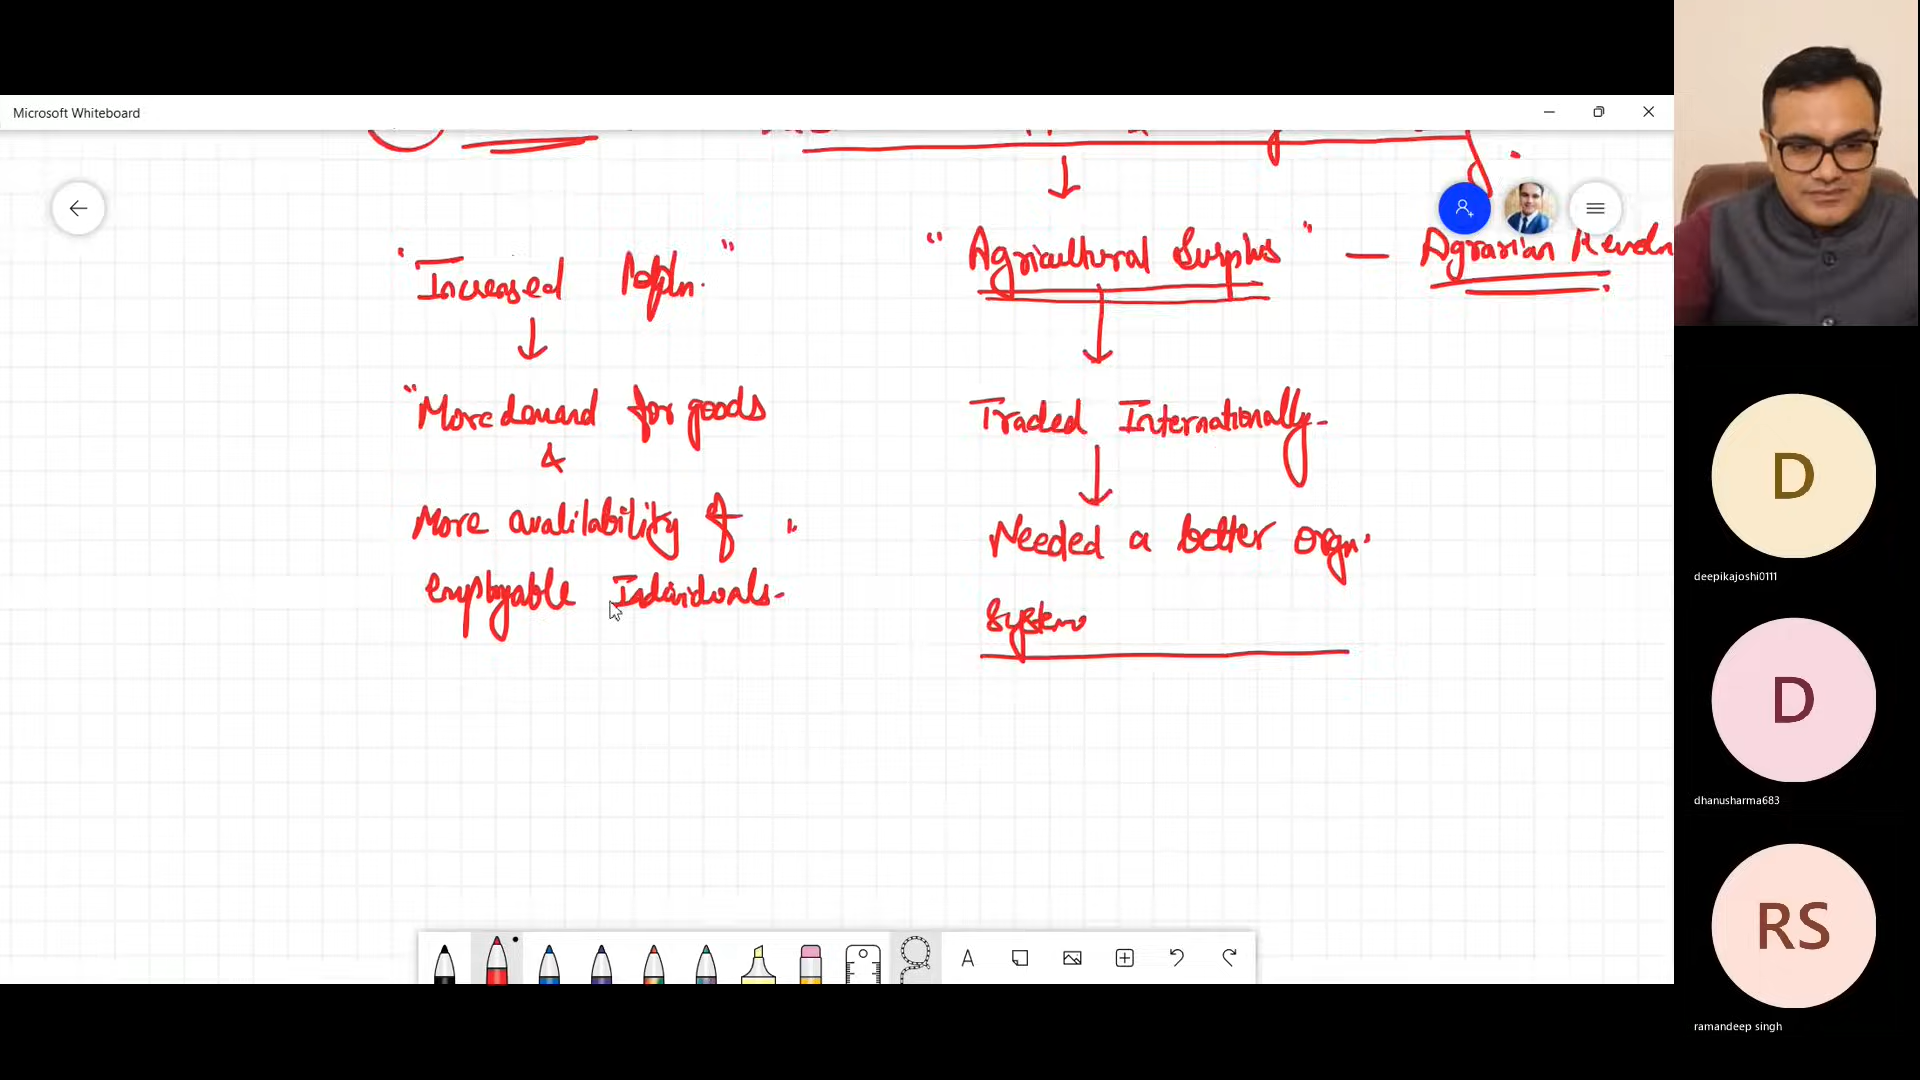 Microsoft Whiteboard
"Increased Popln."
"Agricultural Surplus" — Agrarian Revoln
"More demand for goods
&
More availability of
employable Individuals.
Traded Internationally.
Needed a better orgn.
System
A
D
deepikajoshi0111
D
dhanusharma683
RS
ramandeep singh